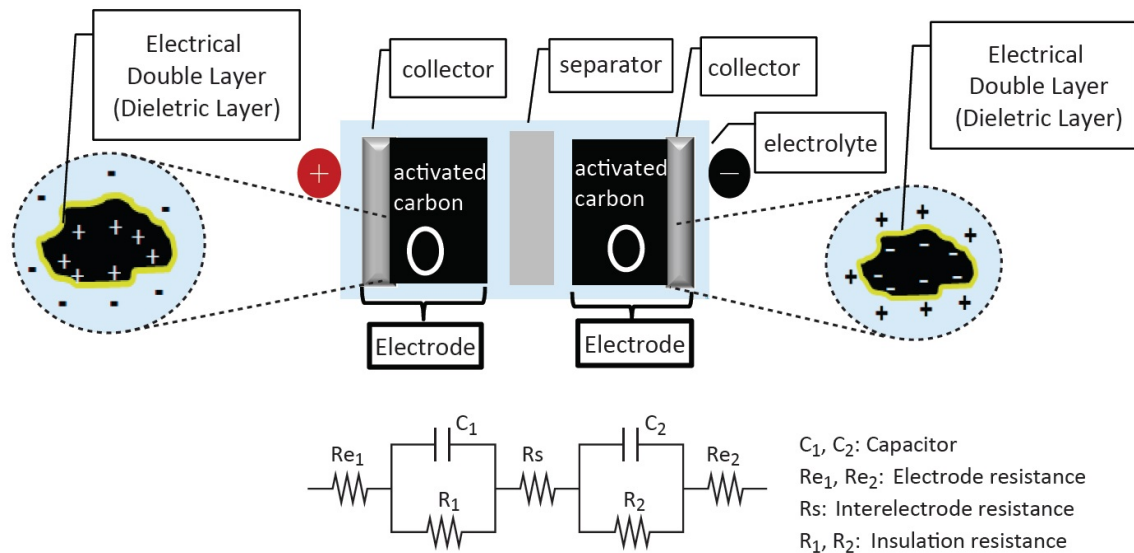 Electrical
Double Layer
(Dieletric Layer)
collector
separator
collector
Electrical
Double Layer
(Dieletric Layer)
electrolyte
+
activated
carbon
activated
carbon
−
- - - - - - - -
+ + + + + + + +
+ + + + + + + + +
- - - - - - - -
Electrode
Electrode
C₁
C₂
Re₁
Rs
Re₂
R₁
R₂
C₁, C₂: Capacitor
Re₁, Re₂: Electrode resistance
Rs: Interelectrode resistance
R₁, R₂: Insulation resistance